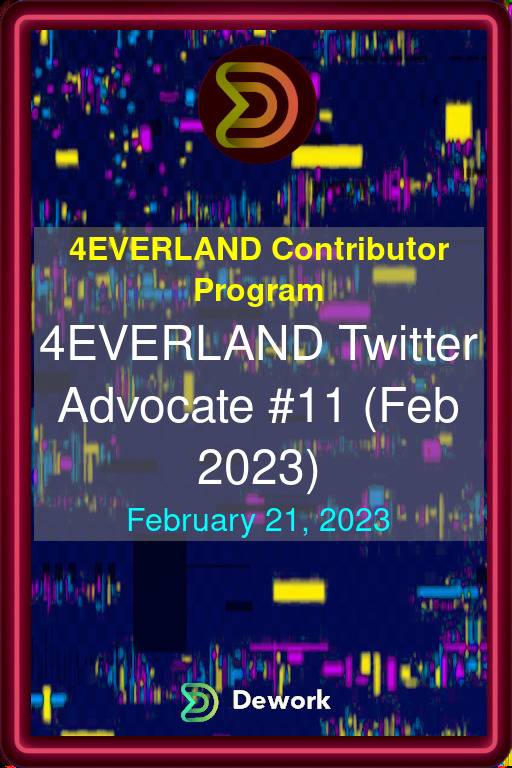 4EVERLAND Contributor
Program
4EVERLAND Twitter
Advocate #11 (Feb
2023)
February 21, 2023
Dework